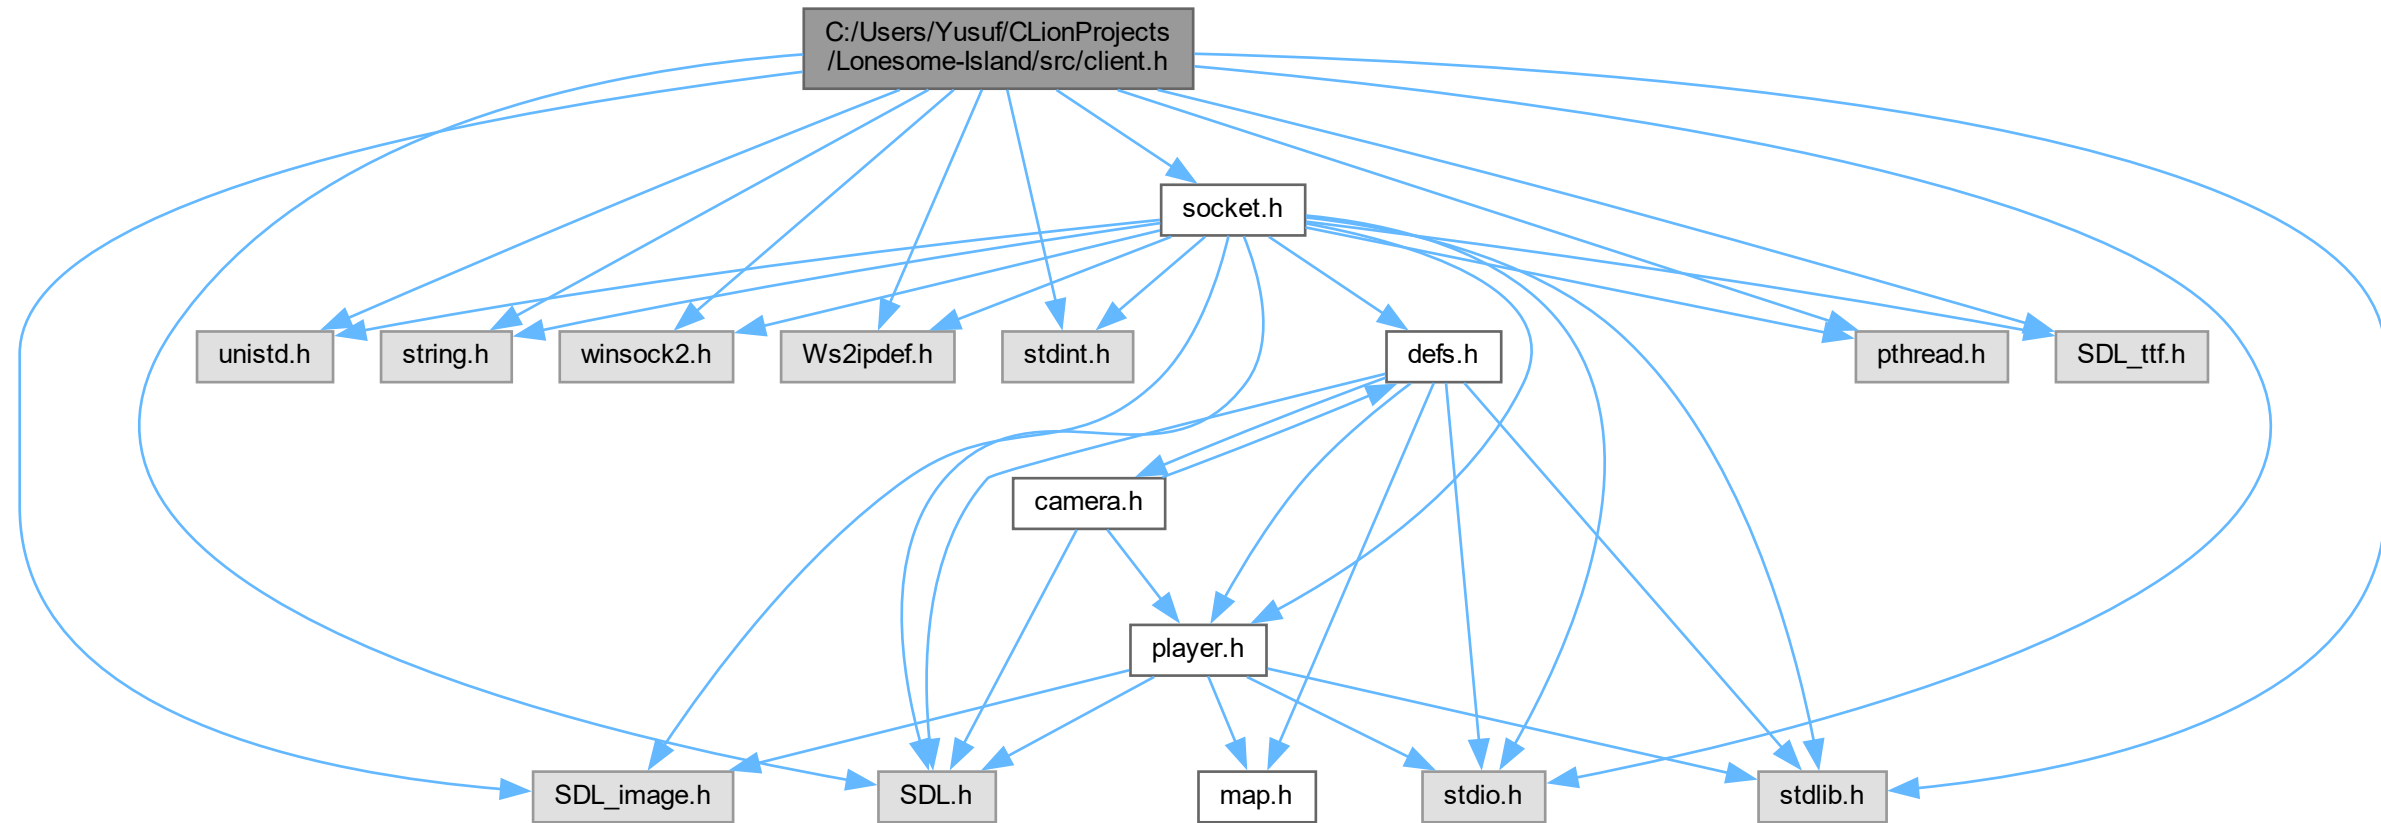 C:/Users/Yusuf/CLionProjects
/Lonesome-Island/src/client.h
socket.h
unistd.h
string.h
winsock2.h
Ws2ipdef.h
stdint.h
defs.h
pthread.h
SDL_ttf.h
camera.h
player.h
SDL_image.h
SDL.h
map.h
stdio.h
stdlib.h